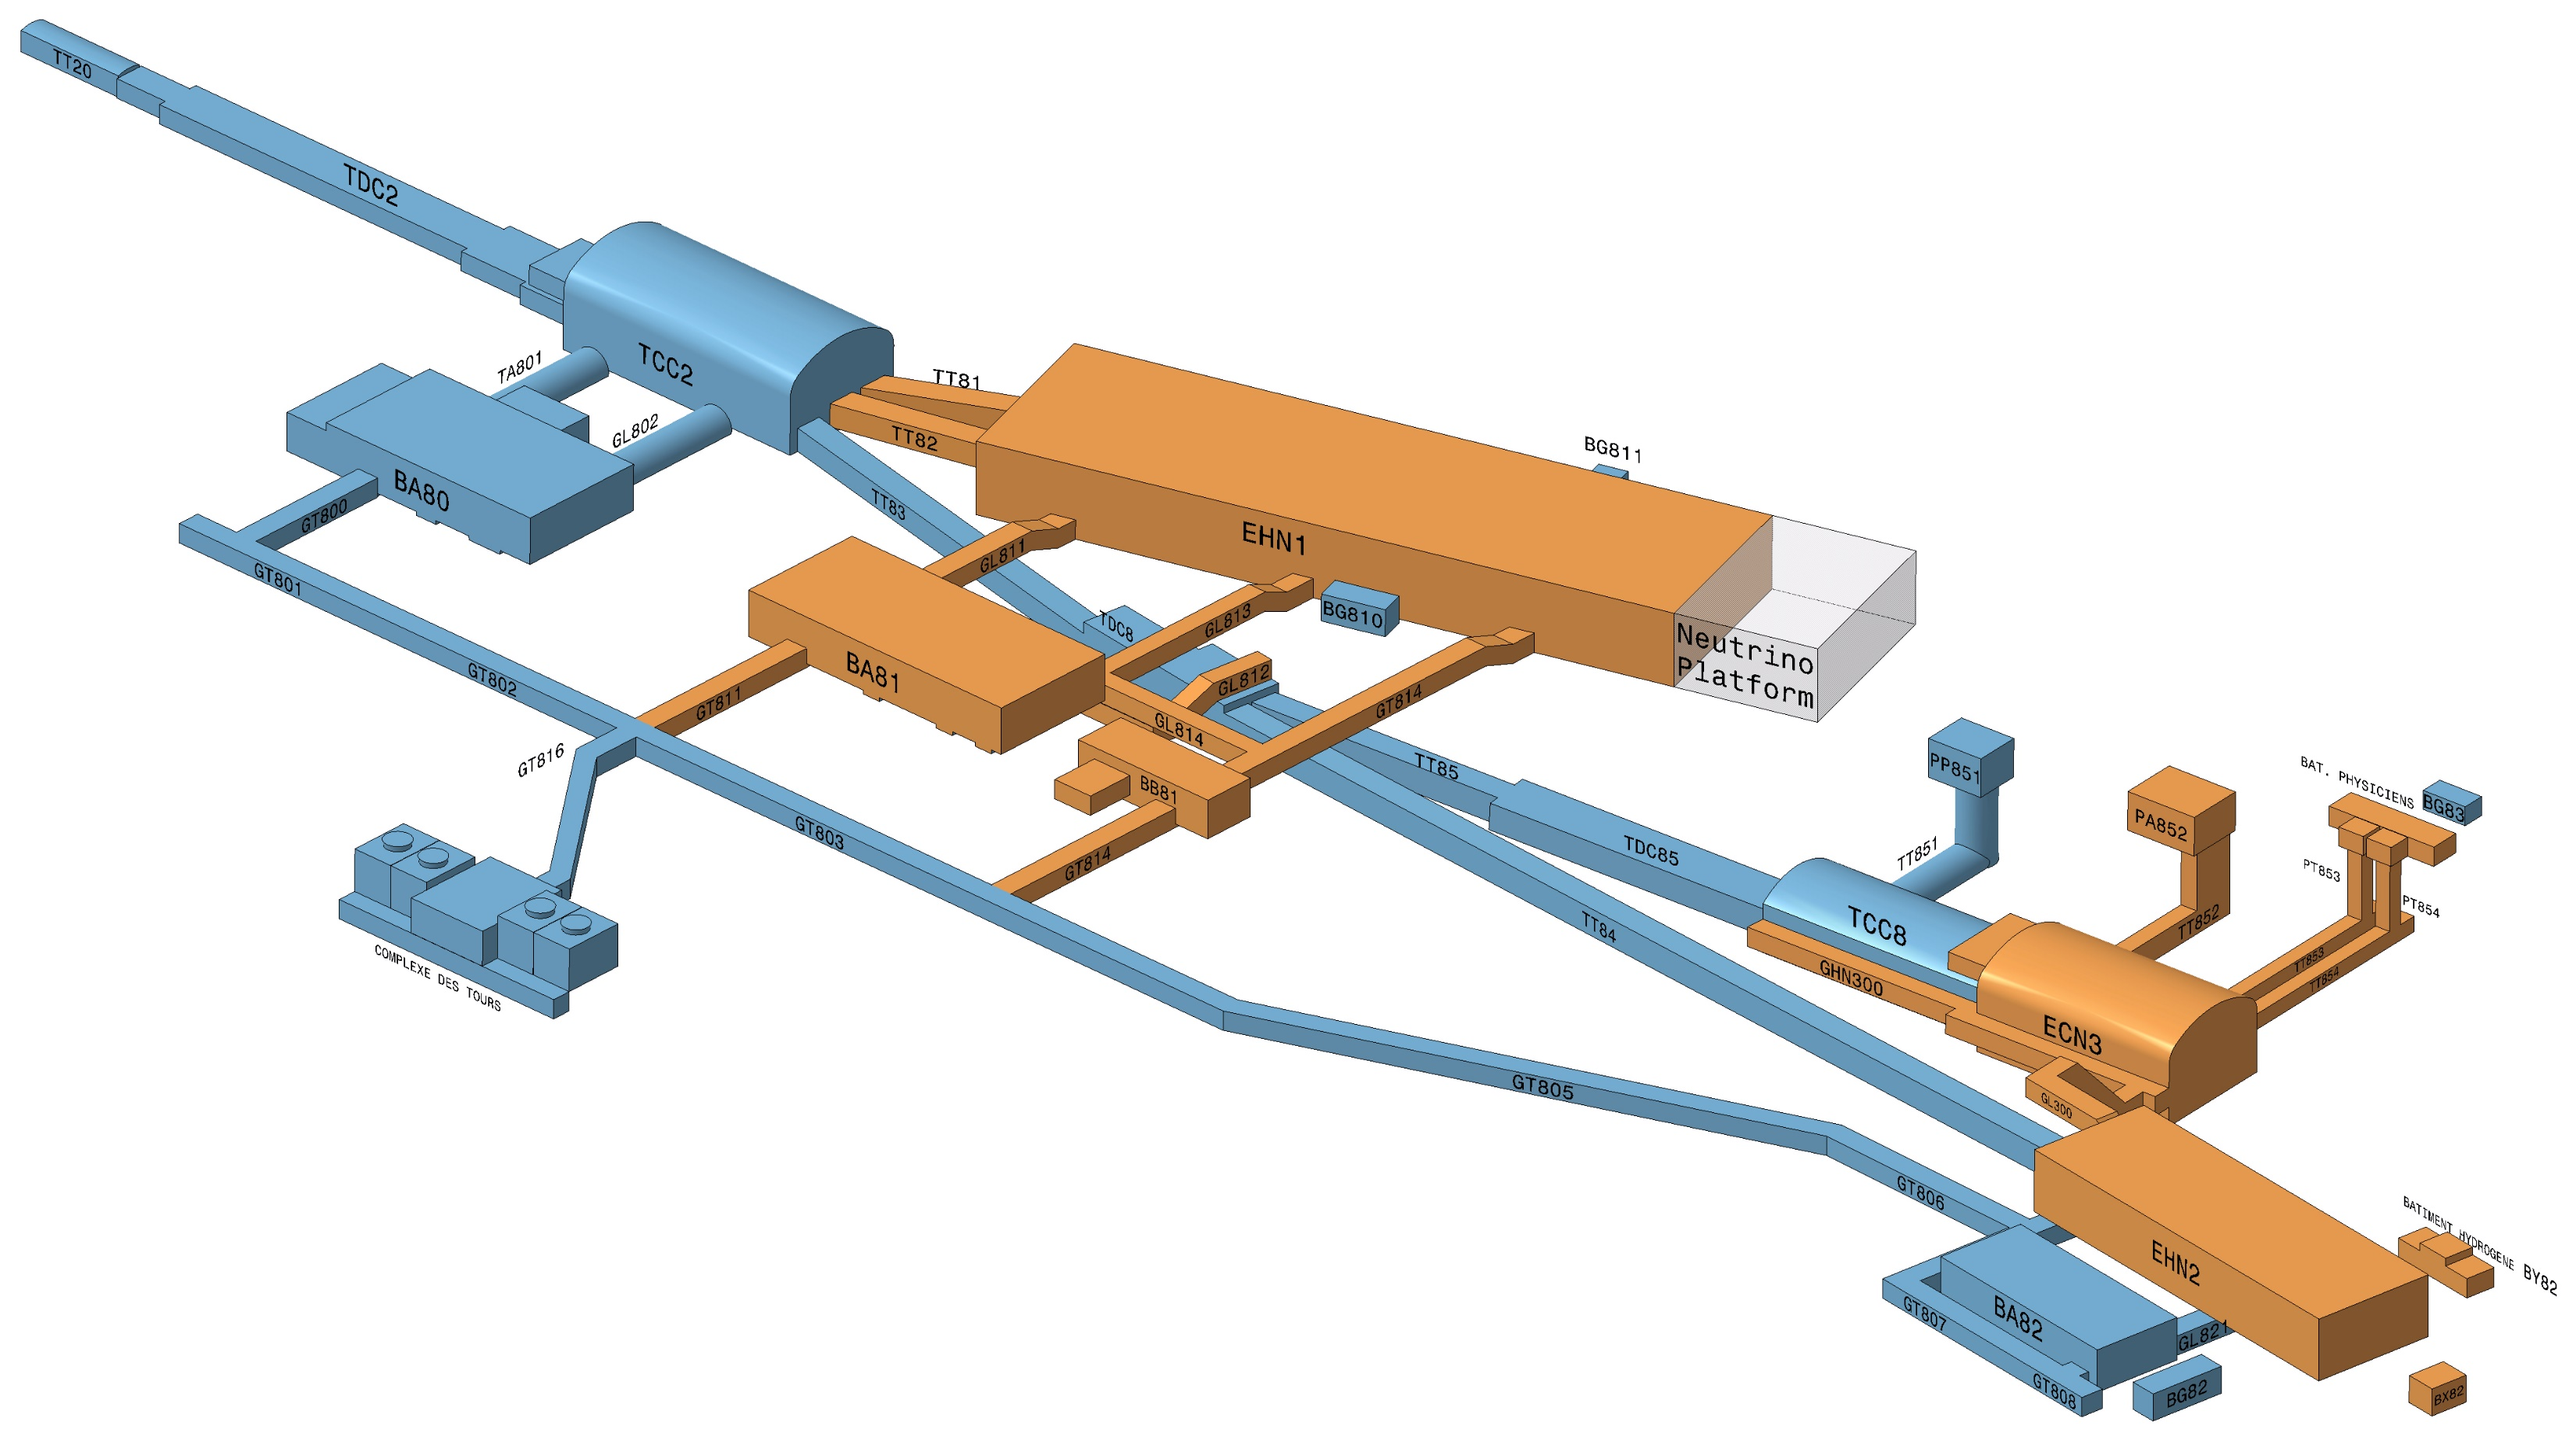 TT20
TDC2
TCC2
TA801
GL802
BA80
GT800
GT801
TT81
TT82
TT83
BG811
EHN1
GL811
GL813
BG810
BA81
TDC8
GL812
GL814
GT814
Neutrino
Platform
GT802
GT811
GT816
BB81
GT803
GT814
COMPLEXE DES TOURS
TT85
TDC85
TT84
PP851
TT851
PA852
TT852
BAT. PHYSICIENS
BG83
PT853
PT854
TT853
TT854
TCC8
GHN300
ECN3
GL300
GT805
GT806
EHN2
BATIMENT HYDROGENE BY82
BA82
GT807
GT808
GL821
BG82
BX82